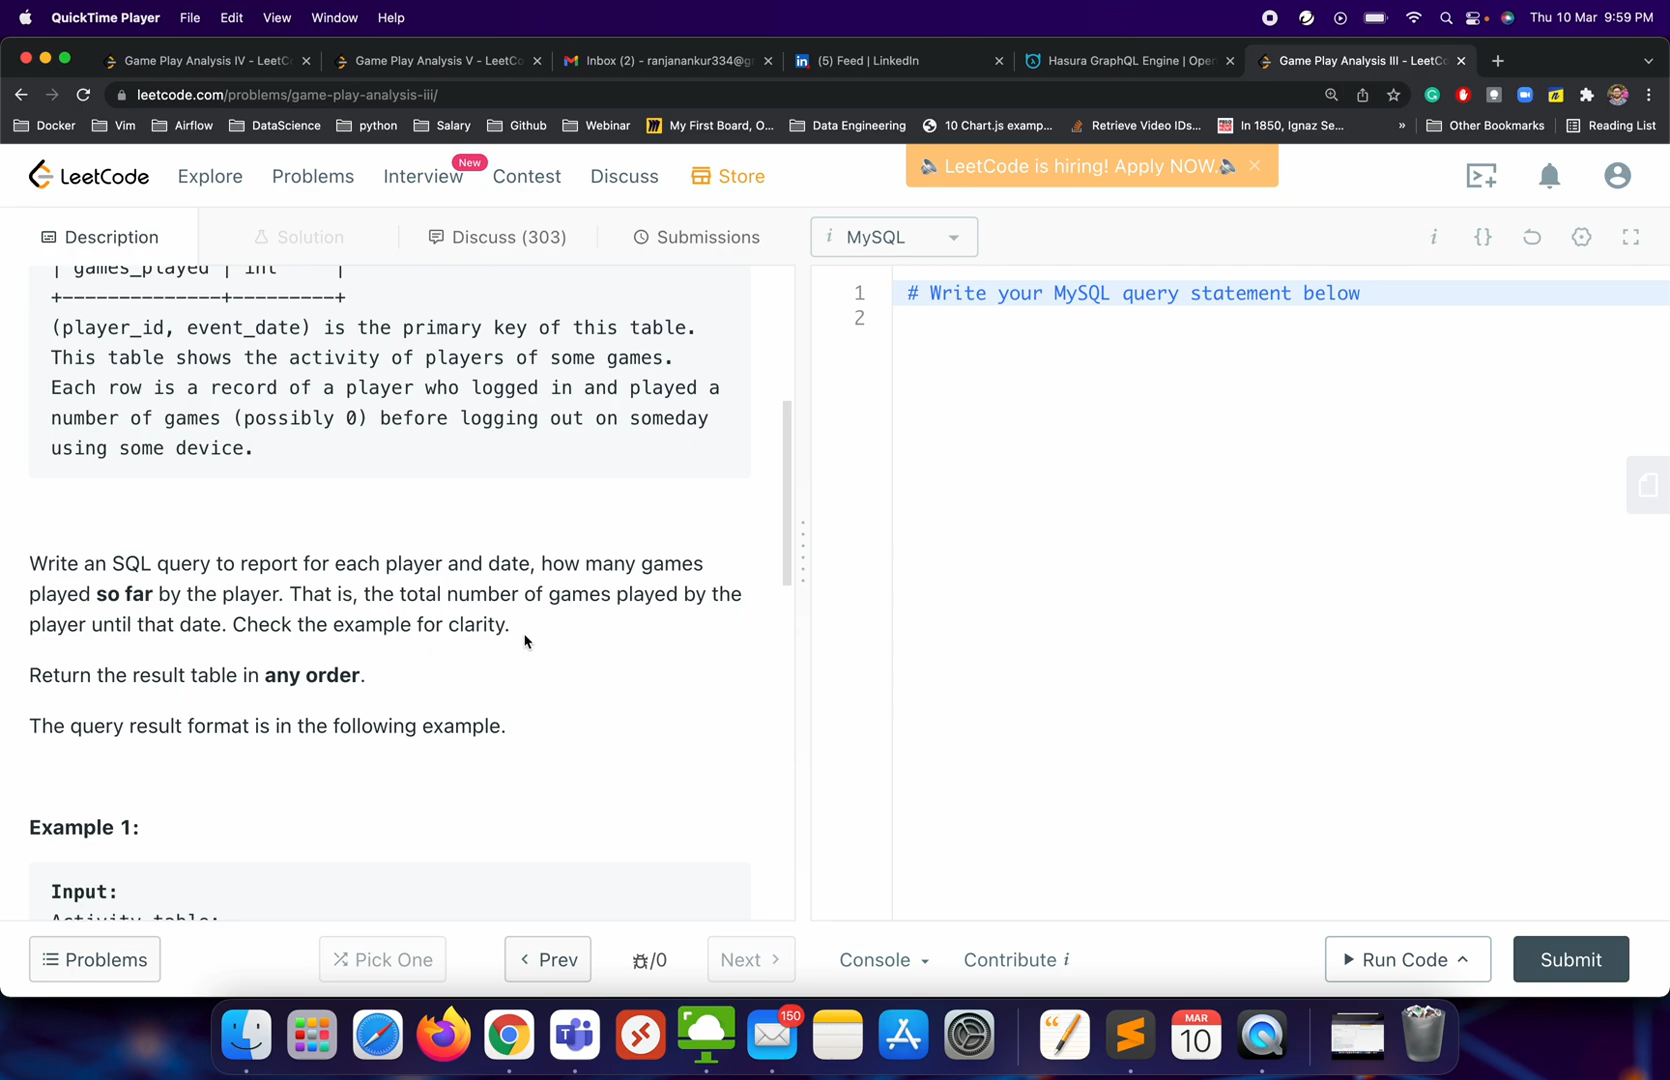 QuickTime Player File Edit View Window Help Thu 10 Mar 9:59 PM
Game Play Analysis IV - LeetC Game Play Analysis V - LeetCo Inbox (2) - ranjanankur334@g (5) Feed | LinkedIn Hasura GraphQL Engine | Open Game Play Analysis III - LeetCo
leetcode.com/problems/game-play-analysis-iii/
Docker Vim Airflow DataScience python Salary Github Webinar My First Board, O... Data Engineering 10 Chart.js examp... Retrieve Video IDs... In 1850, Ignaz Se... » Other Bookmarks Reading List
LeetCode Explore Problems Interview New Contest Discuss Store LeetCode is hiring! Apply NOW.
Description Solution Discuss (303) Submissions i MySQL i {}
| games_played | int |
+--------------+---------+
(player_id, event_date) is the primary key of this table.
This table shows the activity of players of some games.
Each row is a record of a player who logged in and played a
number of games (possibly 0) before logging out on someday
using some device.
Write an SQL query to report for each player and date, how many games
played so far by the player. That is, the total number of games played by the
player until that date. Check the example for clarity.
Return the result table in any order.
The query result format is in the following example.
Example 1:
Input:
Activity table:
1 # Write your MySQL query statement below
2
Problems Pick One Prev /0 Next Console Contribute i Run Code Submit
150
MAR
10